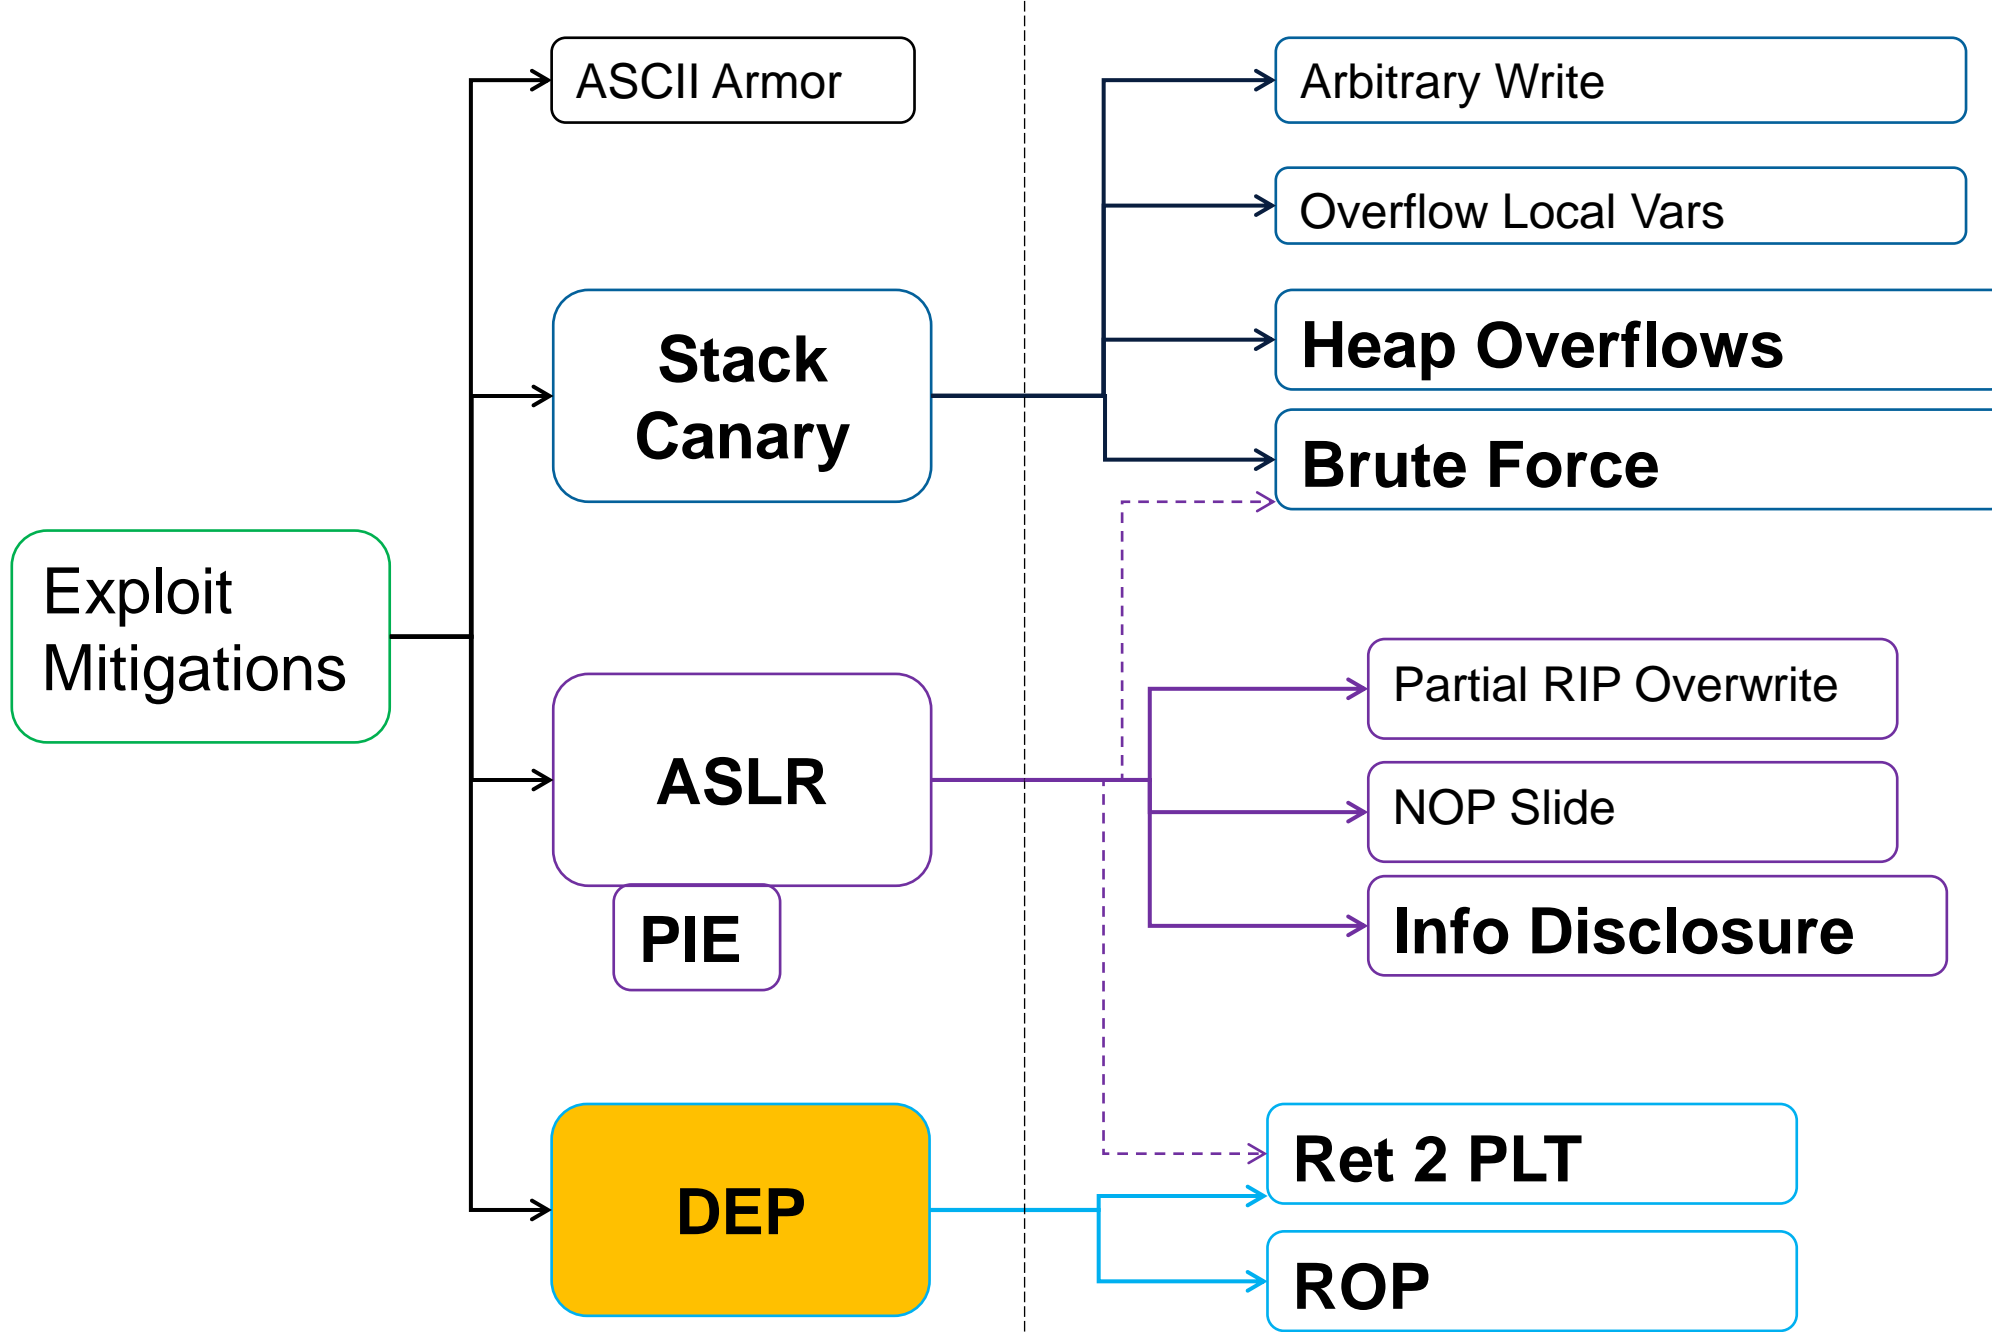 ASCII Armor
Arbitrary Write
Overflow Local Vars
Stack
Canary
Heap Overflows
Brute Force
Exploit
Mitigations
Partial RIP Overwrite
ASLR
NOP Slide
PIE
Info Disclosure
Ret 2 PLT
DEP
ROP